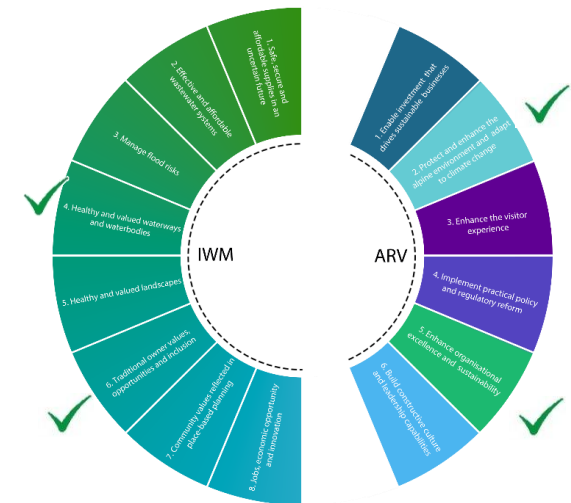 1. Safe, secure and
affordable supplies in an
uncertain future
2. Effective and affordable
wastewater systems
3. Manage flood risks
4. Healthy and valued waterways
and waterbodies
5. Healthy and valued landscapes
6. Traditional owner values,
opportunities and inclusion
7. Community values reflected in
place-based planning
8. Jobs, economic opportunity
and innovation
IWM
ARV
1. Enable investment that
drives sustainable businesses
2. Protect and enhance the
alpine environment and adapt
to climate change
3. Enhance the visitor
experience
4. Implement practical policy
and regulatory reform
5. Enhance organisational
excellence and sustainability
6. Build constructive culture
and leadership capabilities